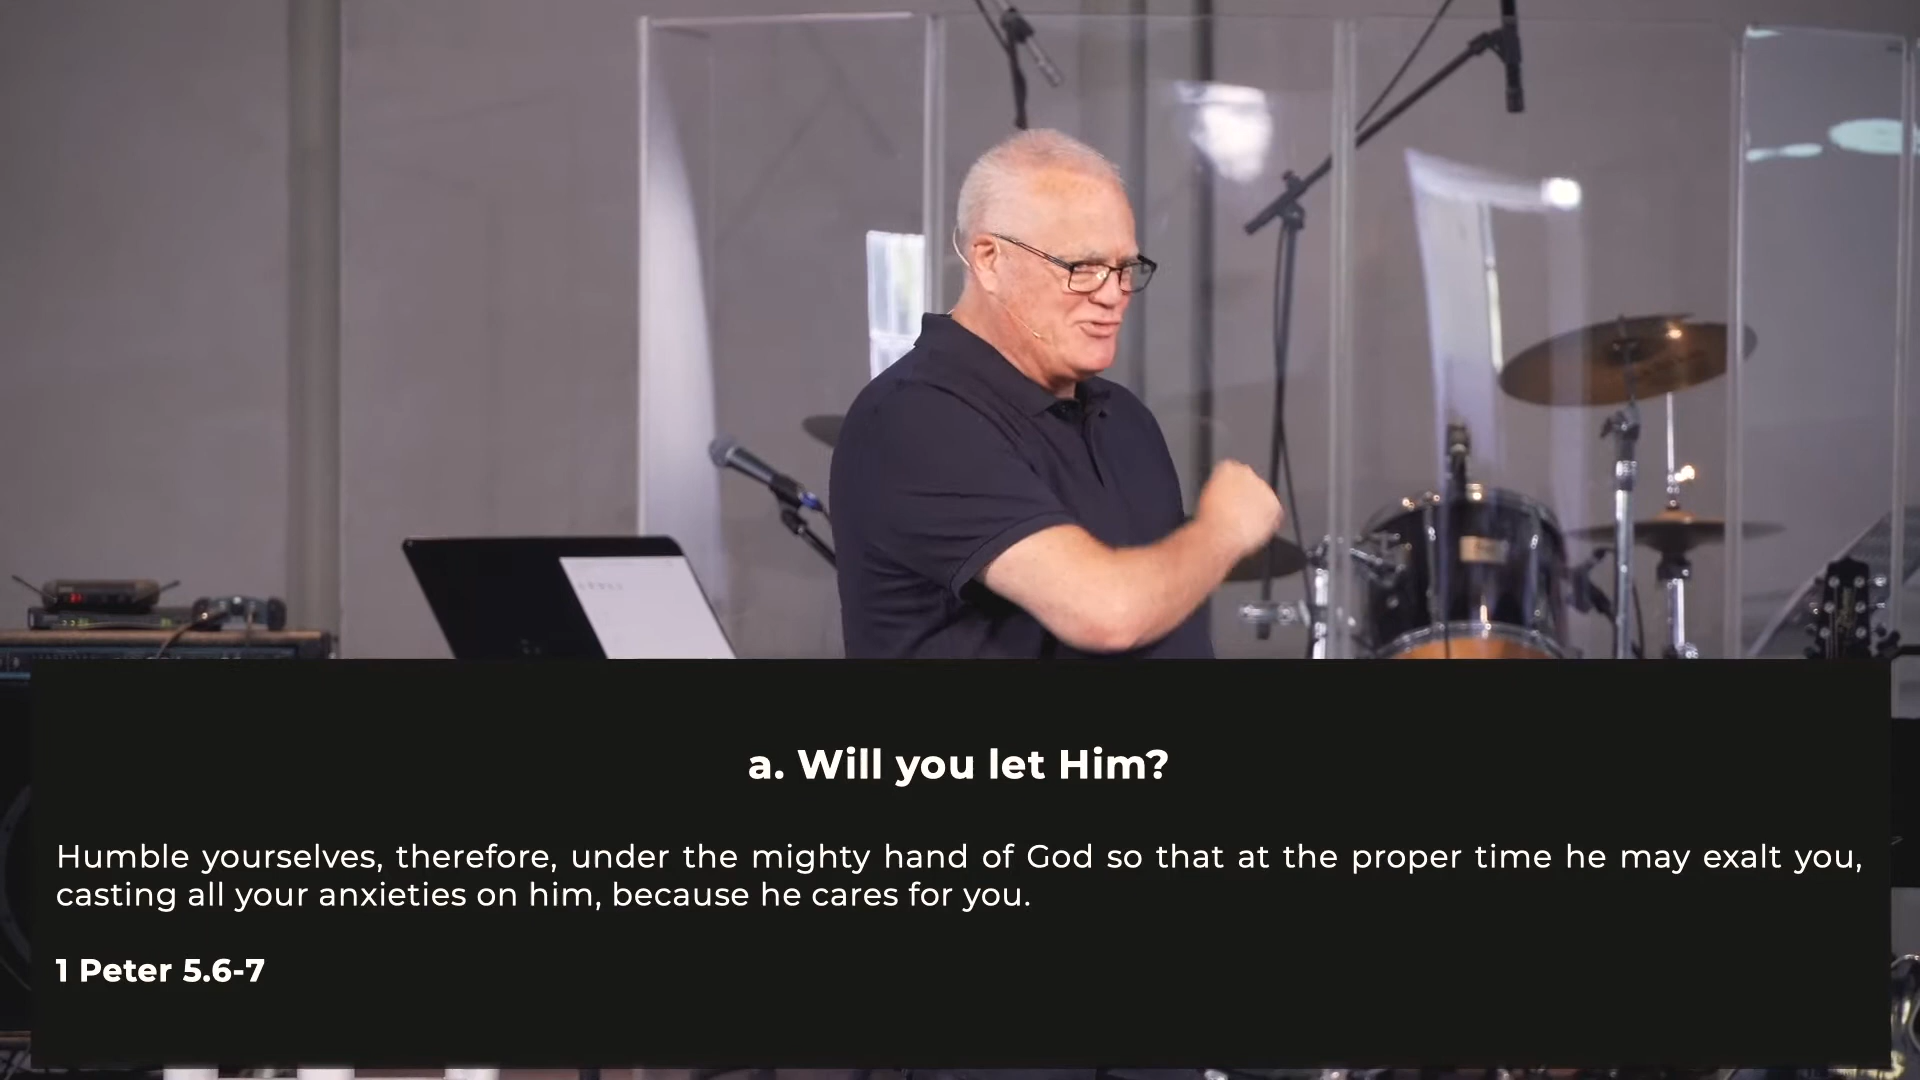 a. Will you let Him?
Humble yourselves, therefore, under the mighty hand of God so that at the proper time he may exalt you,
casting all your anxieties on him, because he cares for you.
1 Peter 5.6-7